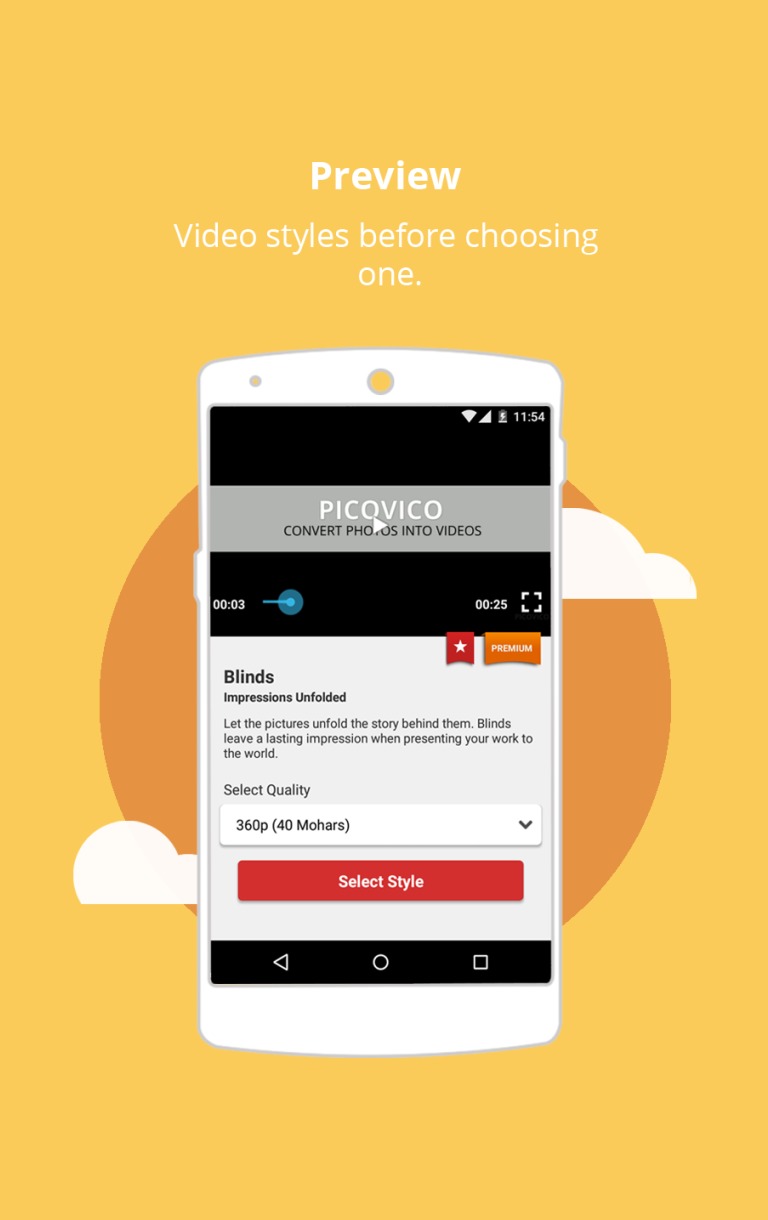 Preview
Video styles before choosing
one.
11:54
PICOVICO
CONVERT PHOTOS INTO VIDEOS
00:03
00:25
PREMIUM
Blinds
Impressions Unfolded
Let the pictures unfold the story behind them. Blinds
leave a lasting impression when presenting your work to
the world.
Select Quality
360p (40 Mohars)
Select Style